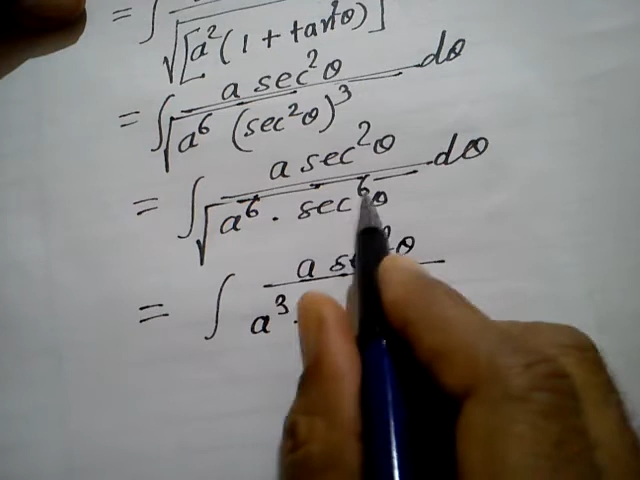 = ∫ √[a²(1 + tan²θ)]
= ∫ a sec²θ / √a⁶ (sec²θ)³ dθ
= ∫ a sec²θ / √a⁶ · sec⁶θ dθ
= ∫ a θ / a³ ·